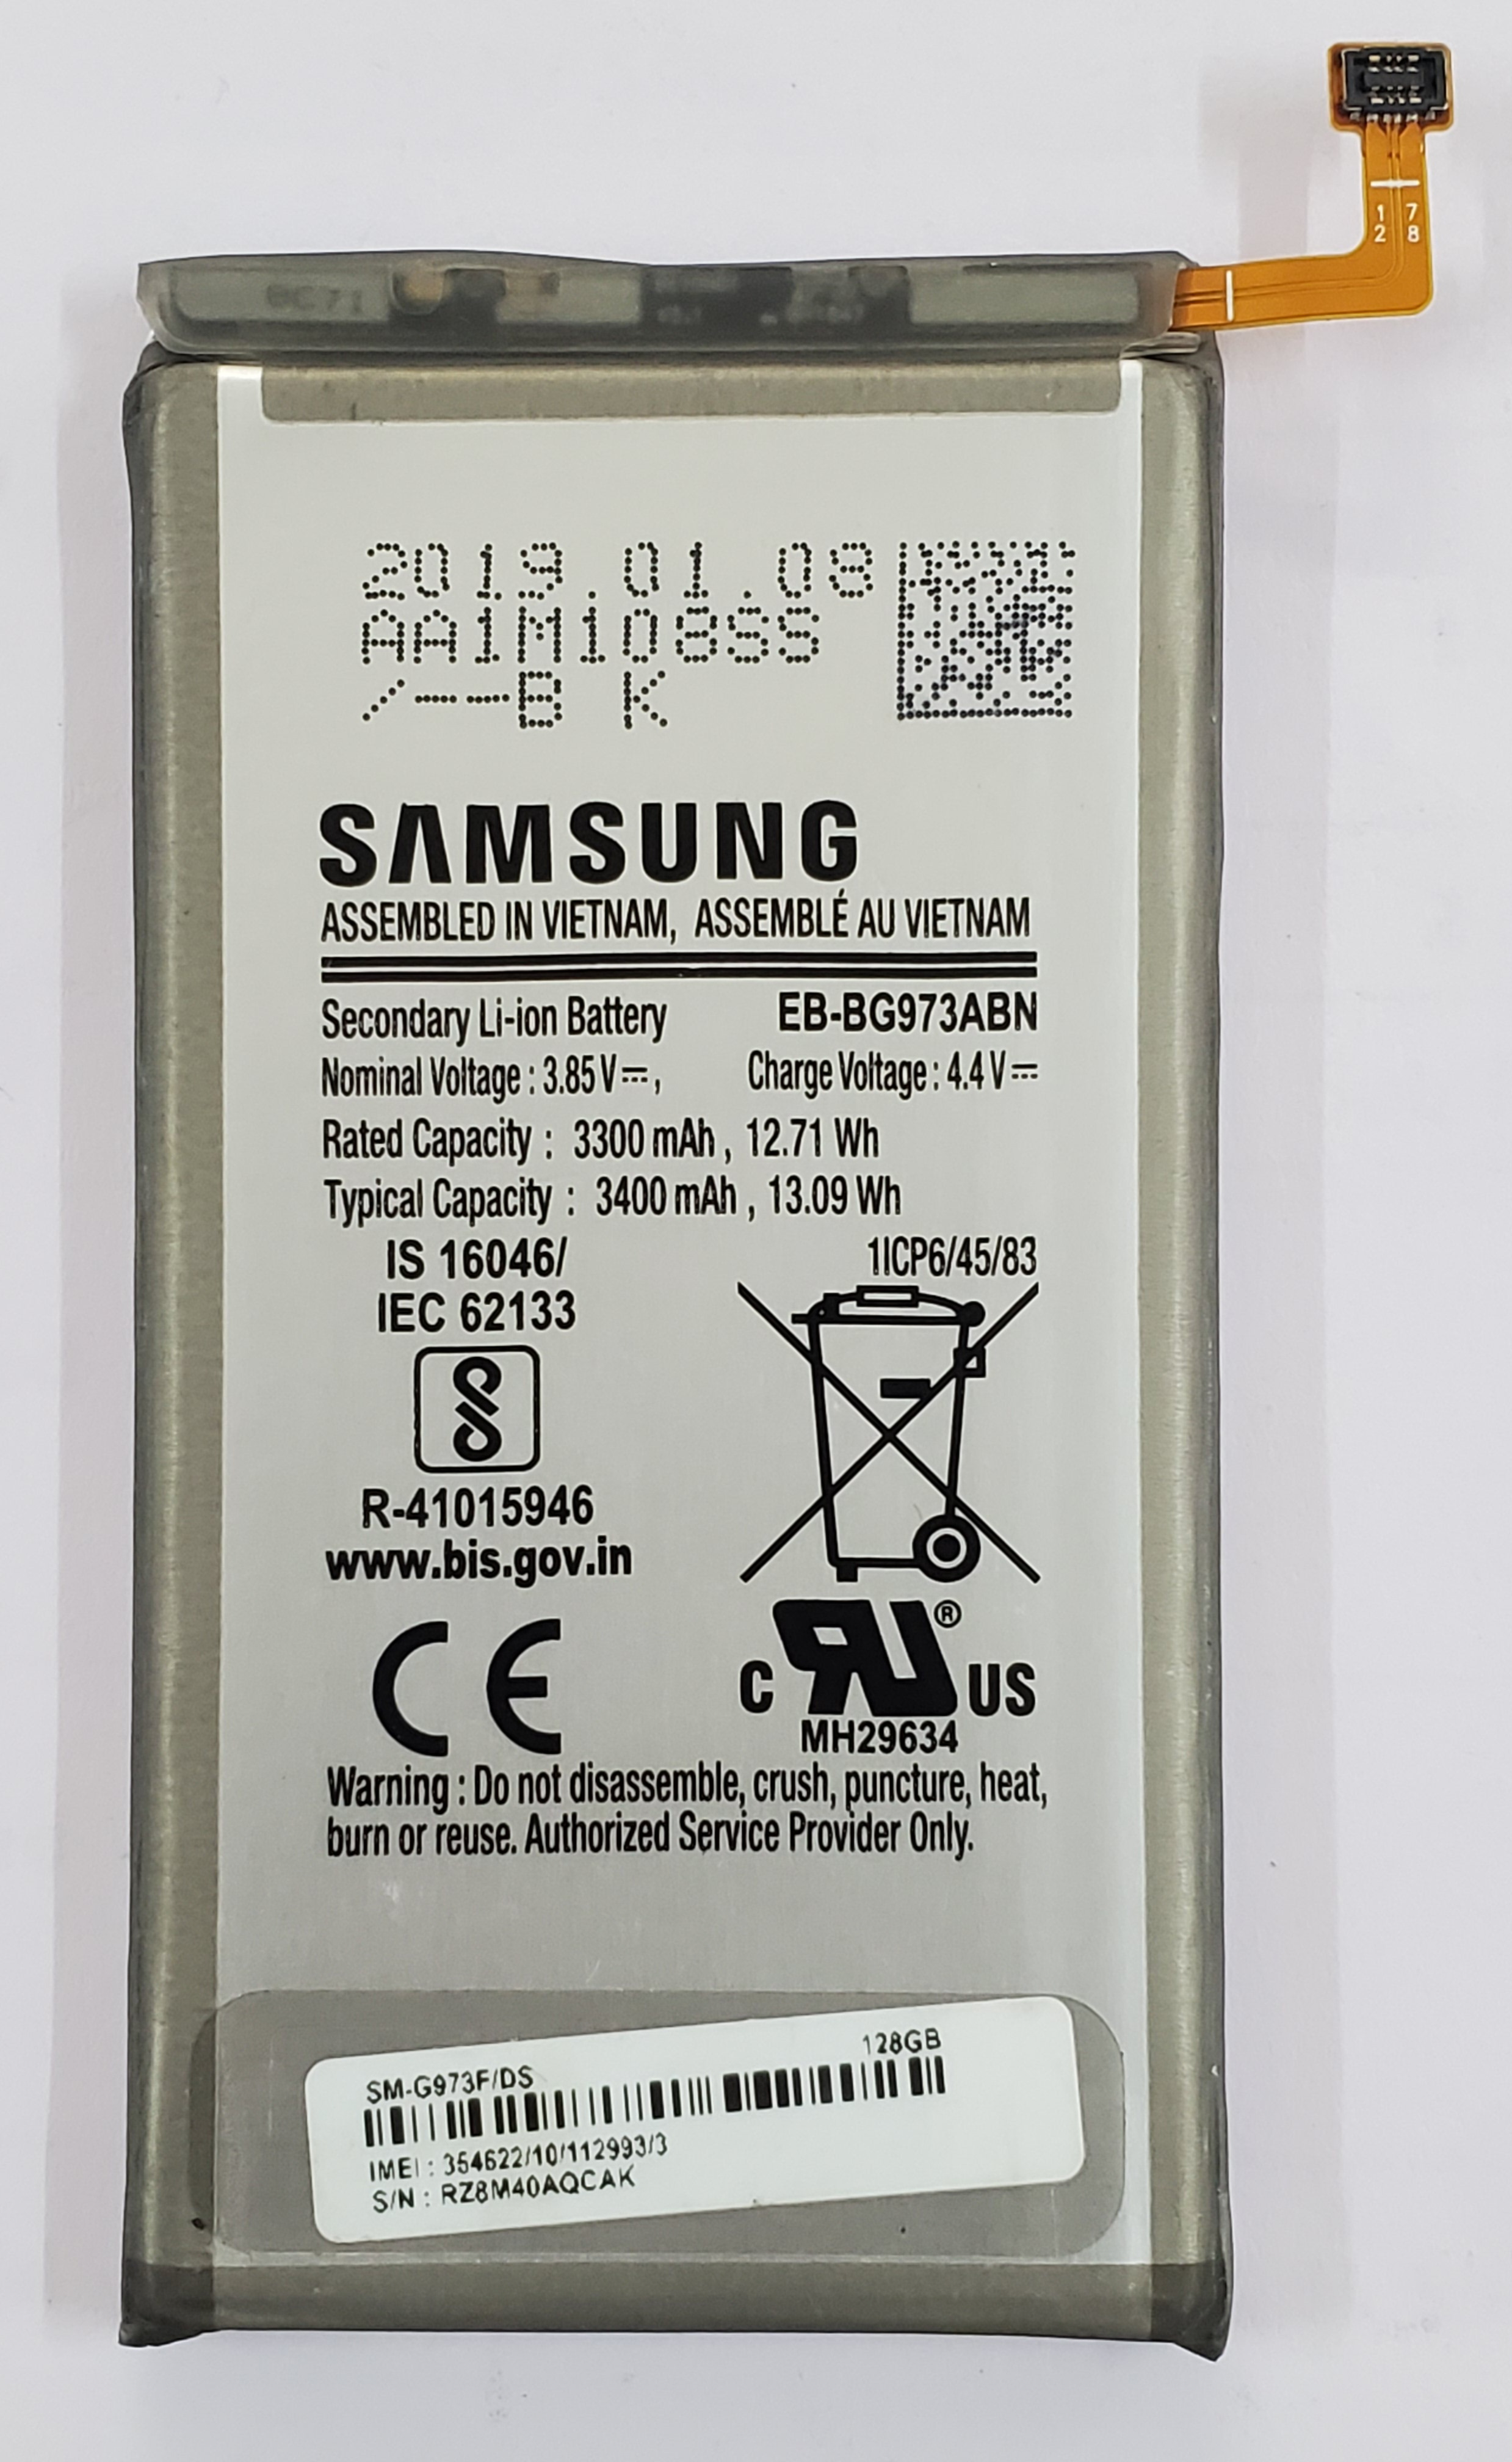 1 7
2 8
8C71
2019.01.08
AA1M108SS
/--B K
SAMSUNG
ASSEMBLED IN VIETNAM, ASSEMBLÉ AU VIETNAM
Secondary Li-ion Battery EB-BG973ABN
Nominal Voltage : 3.85V⎓, Charge Voltage : 4.4V⎓
Rated Capacity : 3300 mAh , 12.71 Wh
Typical Capacity : 3400 mAh , 13.09 Wh
IS 16046/ 1ICP6/45/83
IEC 62133
R-41015946
www.bis.gov.in
CE
C RU® US
MH29634
Warning : Do not disassemble, crush, puncture, heat,
burn or reuse. Authorized Service Provider Only.
SM-G973F/DS 128GB
IMEI : 354622/10/112993/3
S/N : RZ8M40AQCAK